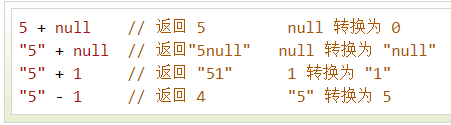 5 + null    // 返回 5         null 转换为 0
"5" + null  // 返回"5null"   null 转换为 "null"
"5" + 1     // 返回 "51"      1 转换为 "1"
"5" - 1     // 返回 4         "5" 转换为 5